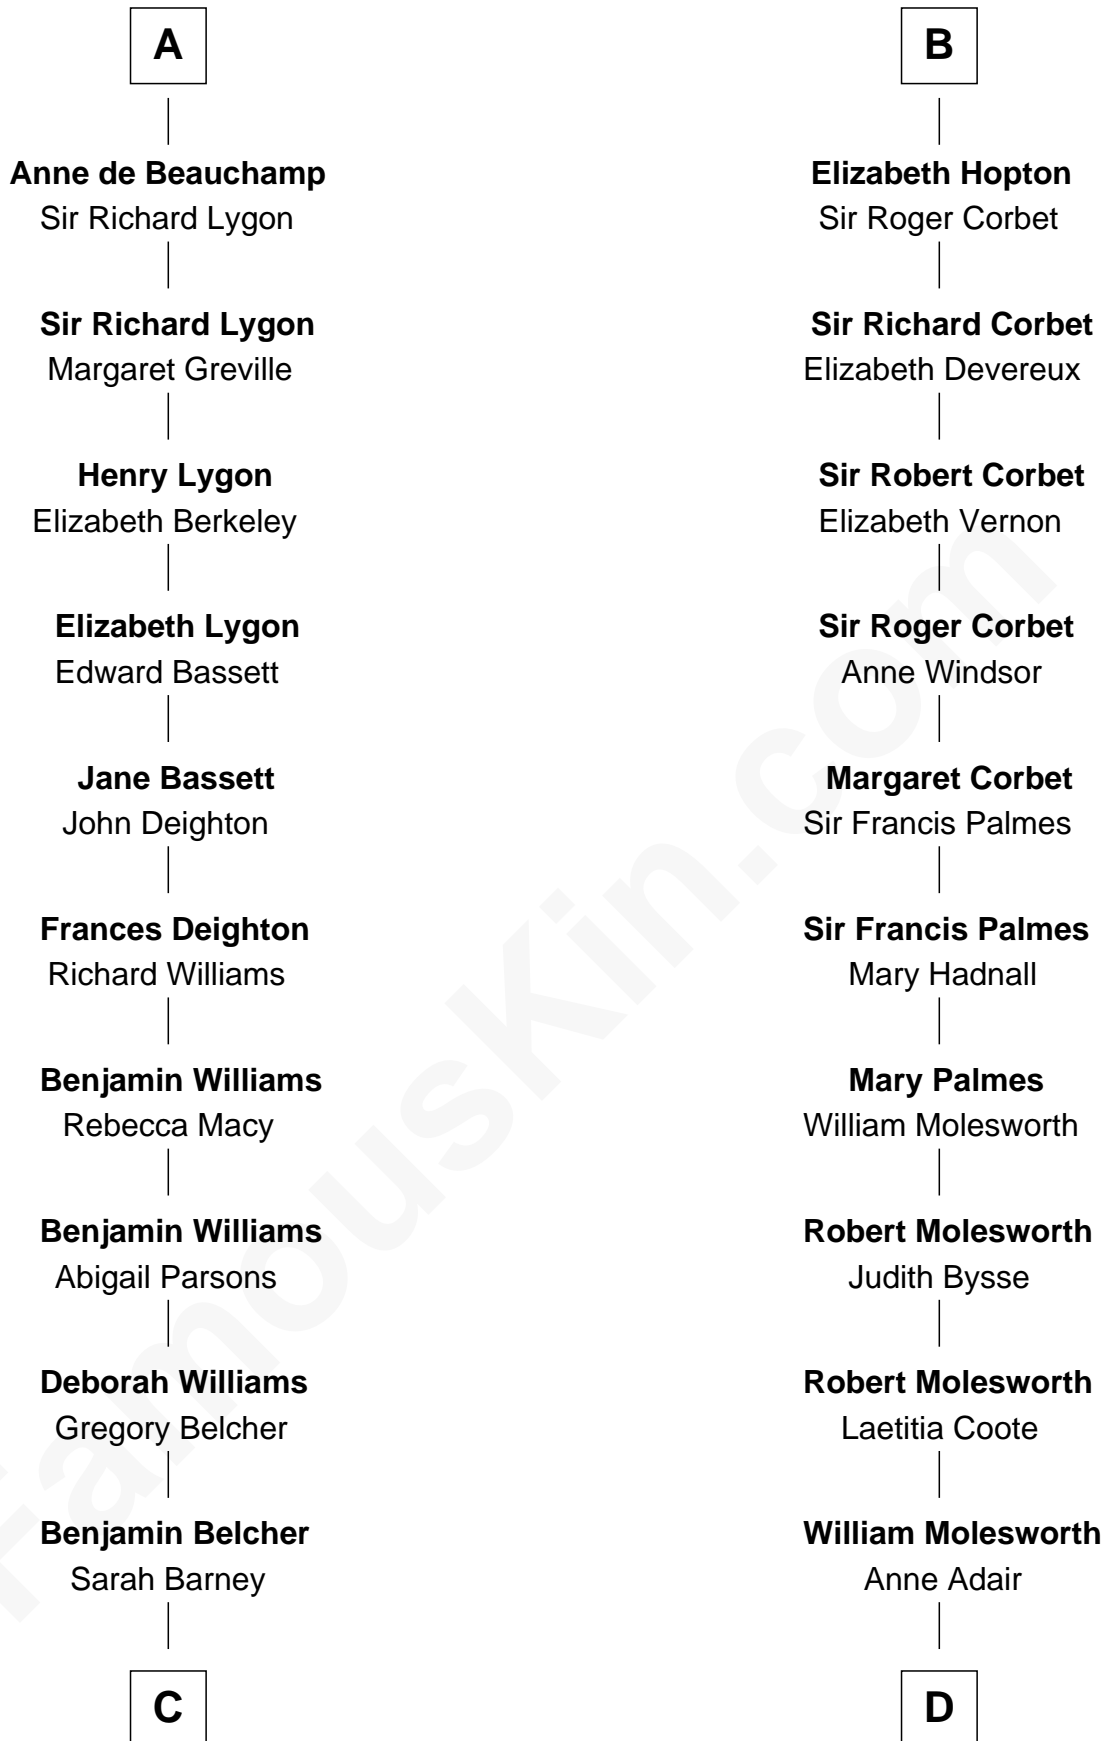 A
Anne de Beauchamp
Sir Richard Lygon
Sir Richard Lygon
Margaret Greville
Henry Lygon
Elizabeth Berkeley
Elizabeth Lygon
Edward Bassett
Jane Bassett
John Deighton
Frances Deighton
Richard Williams
Benjamin Williams
Rebecca Macy
Benjamin Williams
Abigail Parsons
Deborah Williams
Gregory Belcher
Benjamin Belcher
Sarah Barney
C
B
Elizabeth Hopton
Sir Roger Corbet
Sir Richard Corbet
Elizabeth Devereux
Sir Robert Corbet
Elizabeth Vernon
Sir Roger Corbet
Anne Windsor
Margaret Corbet
Sir Francis Palmes
Sir Francis Palmes
Mary Hadnall
Mary Palmes
William Molesworth
Robert Molesworth
Judith Bysse
Robert Molesworth
Laetitia Coote
William Molesworth
Anne Adair
D
FamousKin.com